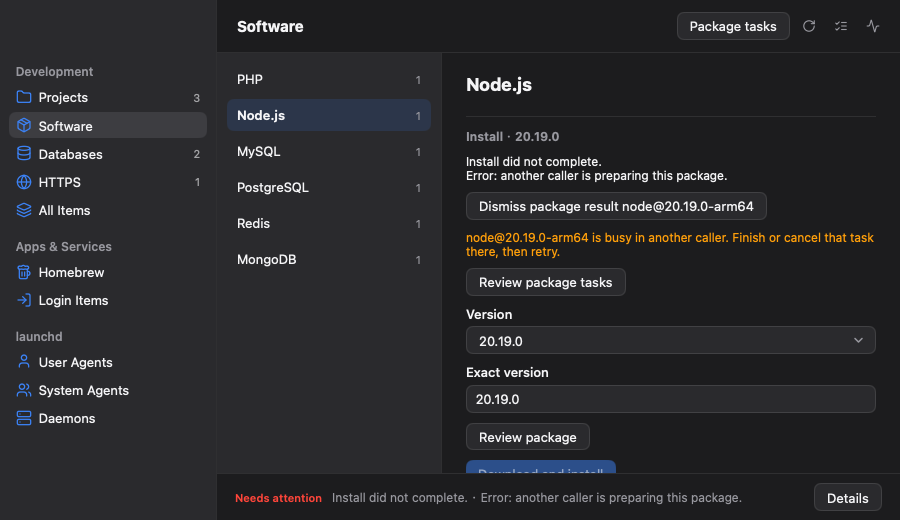 Software
Package tasks
Development
Projects 3
Software
Databases 2
HTTPS 1
All Items
Apps & Services
Homebrew
Login Items
launchd
User Agents
System Agents
Daemons
PHP 1
Node.js 1
MySQL 1
PostgreSQL 1
Redis 1
MongoDB 1
Node.js
Install · 20.19.0
Install did not complete.
Error: another caller is preparing this package.
Dismiss package result node@20.19.0-arm64
node@20.19.0-arm64 is busy in another caller. Finish or cancel that task
there, then retry.
Review package tasks
Version
20.19.0
Exact version
20.19.0
Review package
Download and install
Needs attention Install did not complete. · Error: another caller is preparing this package.
Details